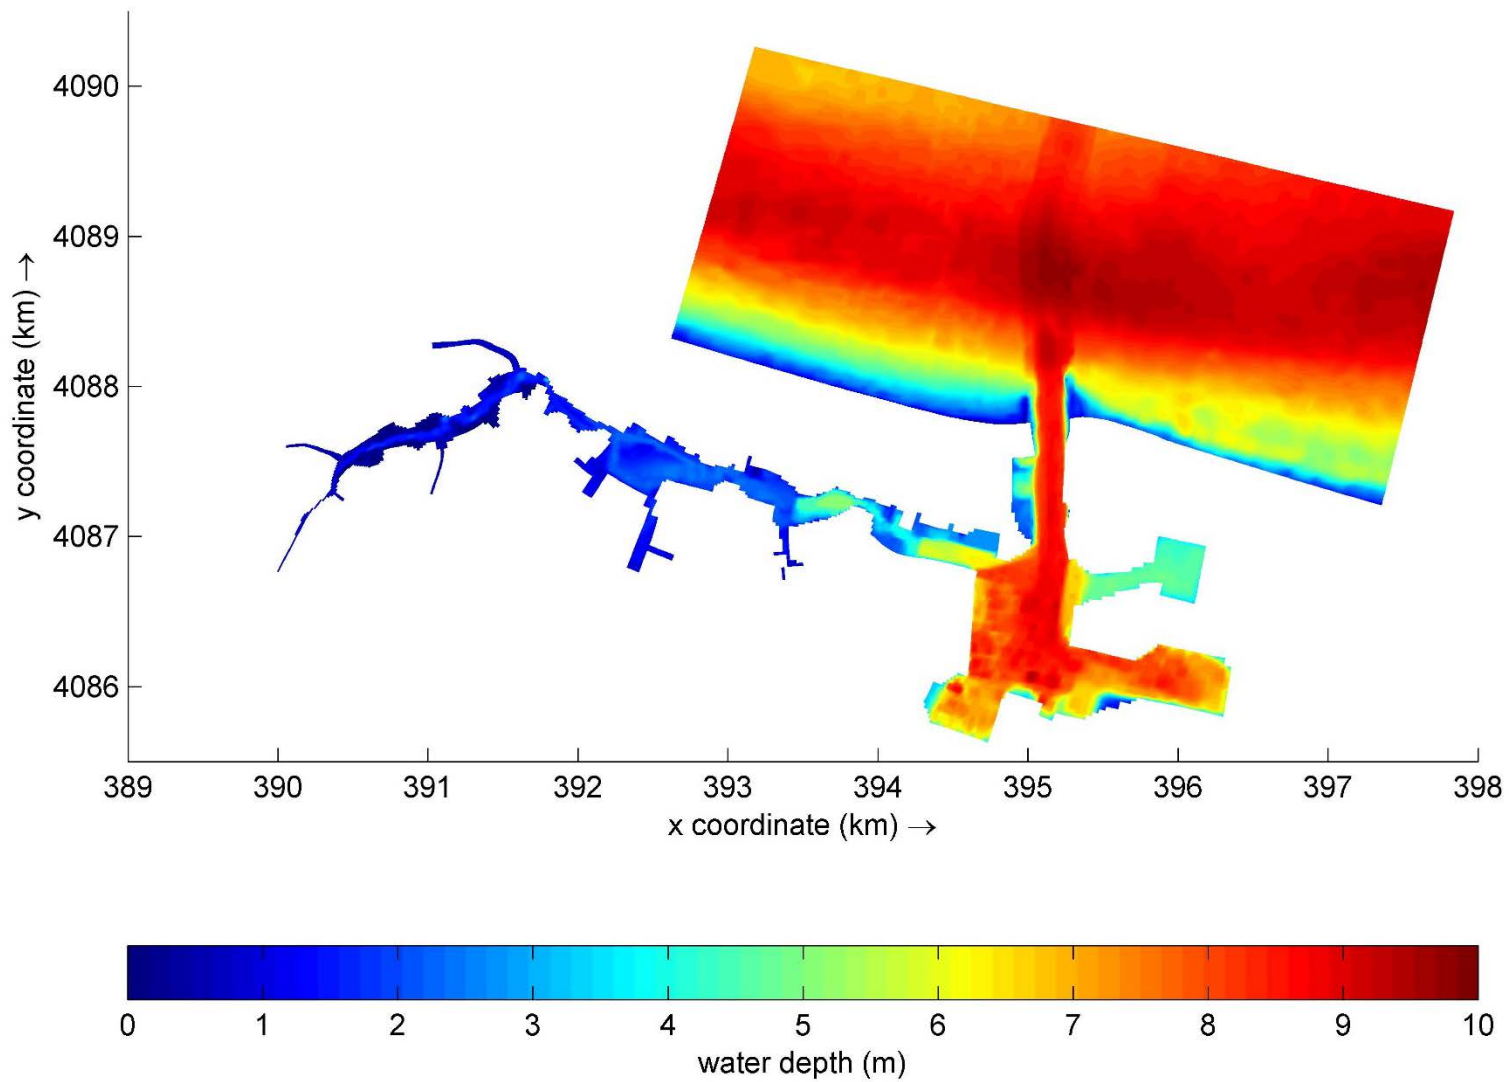 4090
4089
4088
4087
4086
y coordinate (km) →
389 390 391 392 393 394 395 396 397 398
x coordinate (km) →
0 1 2 3 4 5 6 7 8 9 10
water depth (m)